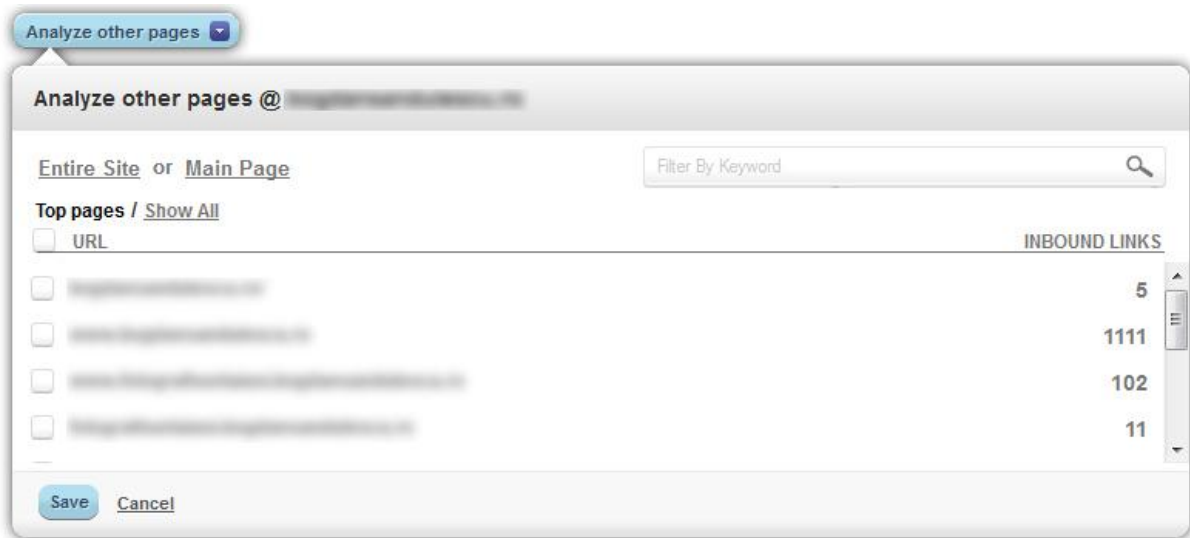 Analyze other pages
Analyze other pages @
Entire Site or Main Page
Filter By Keyword
Top pages / Show All
URL INBOUND LINKS
5
1111
102
11
Save Cancel